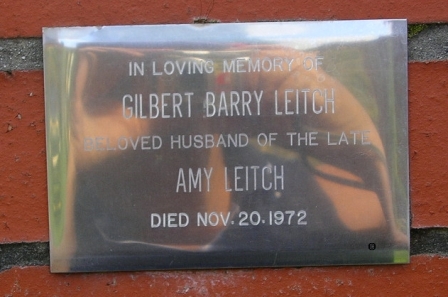 IN LOVING MEMORY OF
GILBERT BARRY LEITCH
BELOVED HUSBAND OF THE LATE
AMY LEITCH
DIED NOV. 20. 1972